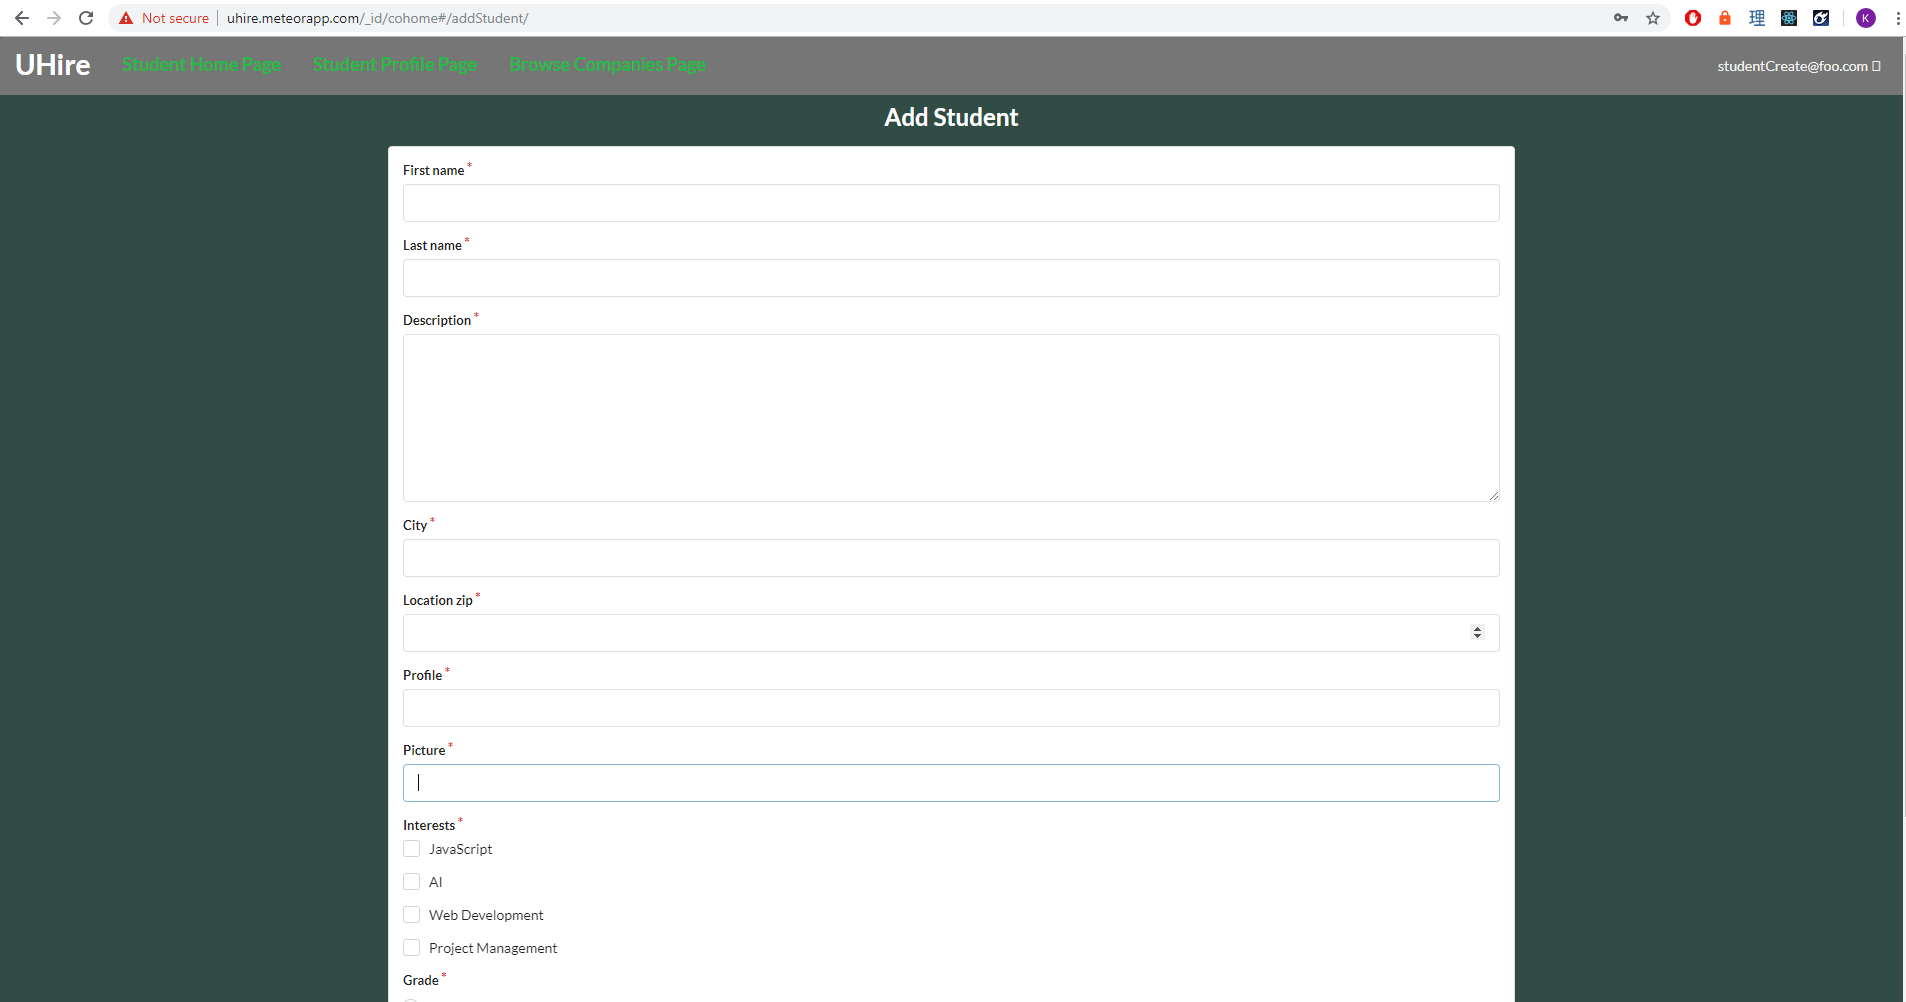 Not secure uhire.meteorapp.com/_id/cohome#/addStudent/
理
K
UHire Student Home Page Student Profile Page Browse Companies Page studentCreate@foo.com
Add Student
First name *
Last name *
Description *
City *
Location zip *
Profile *
Picture *
Interests *
JavaScript
AI
Web Development
Project Management
Grade *